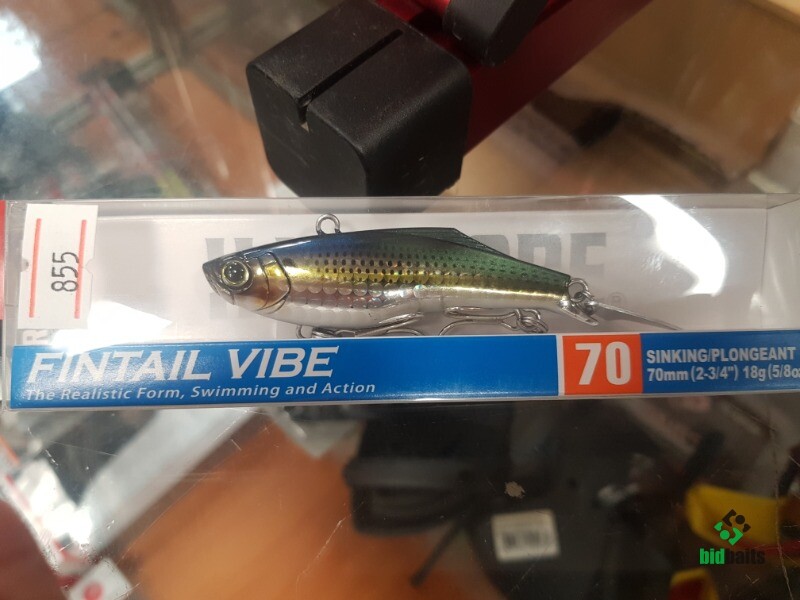 855
FINTAIL VIBE
The Realistic Form, Swimming and Action
70
SINKING/PLONGEANT
70mm (2-3/4") 18g (5/8oz
bidbaits